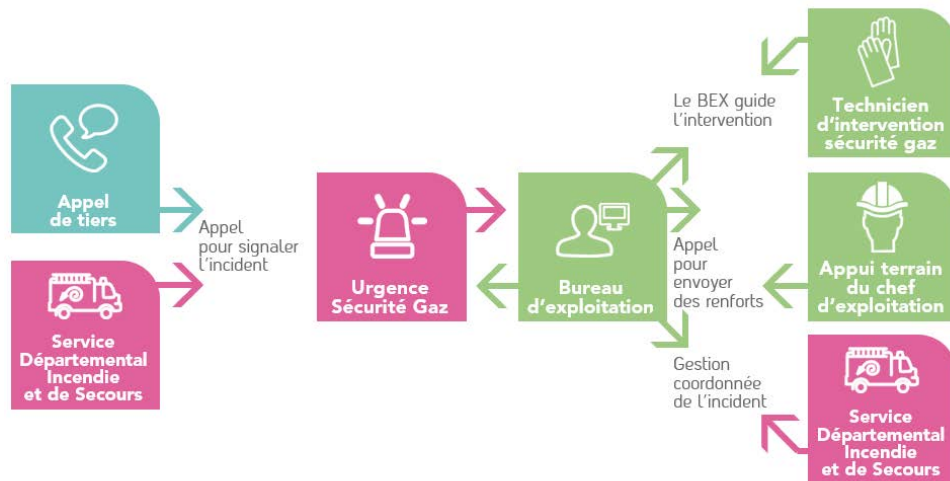 Appel
de tiers
Service
Départemental
Incendie
et de Secours
Appel
pour signaler
l'incident
Urgence
Sécurité Gaz
Bureau
d'exploitation
Le BEX guide
l'intervention
Appel
pour
envoyer
des renforts
Gestion
coordonnée
de l'incident
Technicien
d'intervention
sécurité gaz
Appui terrain
du chef
d'exploitation
Service
Départemental
Incendie
et de Secours